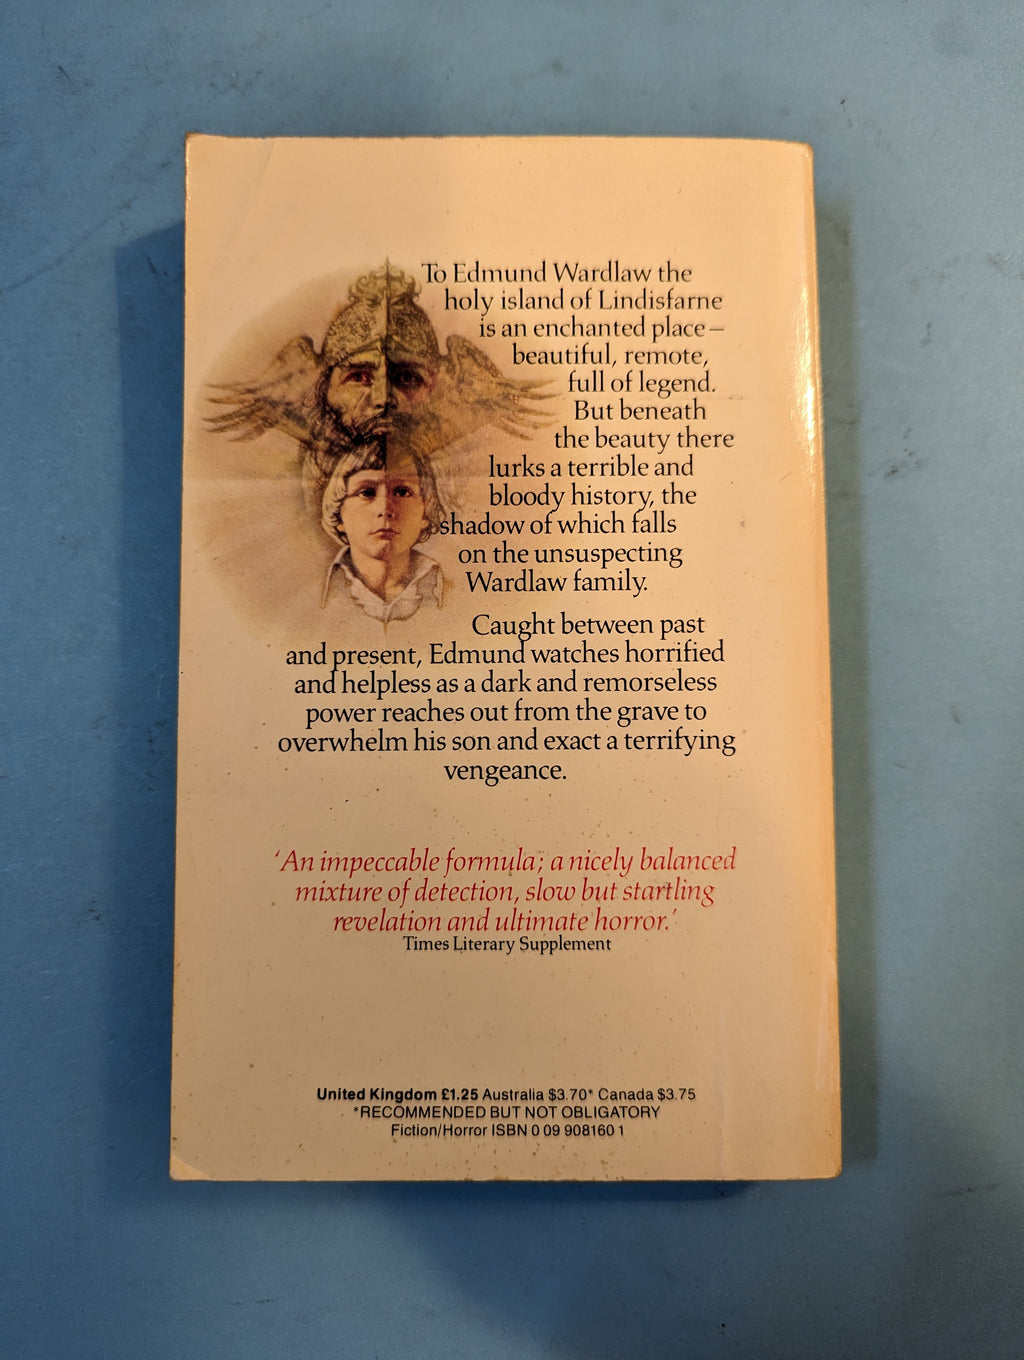 To Edmund Wardlaw the
holy island of Lindisfarne
is an enchanted place–
beautiful, remote,
full of legend.
But beneath
the beauty there
lurks a terrible and
bloody history, the
shadow of which falls
on the unsuspecting
Wardlaw family.
Caught between past
and present, Edmund watches horrified
and helpless as a dark and remorseless
power reaches out from the grave to
overwhelm his son and exact a terrifying
vengeance.
‘An impeccable formula; a nicely balanced
mixture of detection, slow but startling
revelation and ultimate horror.’
Times Literary Supplement
United Kingdom £1.25 Australia $3.70* Canada $3.75
*RECOMMENDED BUT NOT OBLIGATORY
Fiction/Horror ISBN 0 09 908160 1